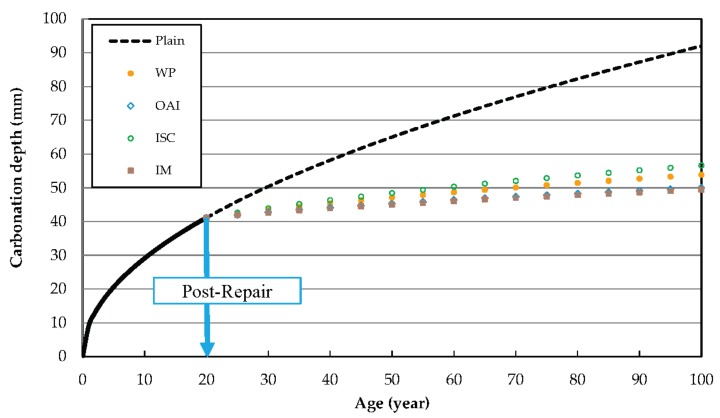 100
90
80
70
60
50
40
30
20
10
0
Carbonation depth (mm)
Plain
WP
OAI
ISC
IM
Post-Repair
0 10 20 30 40 50 60 70 80 90 100
Age (year)